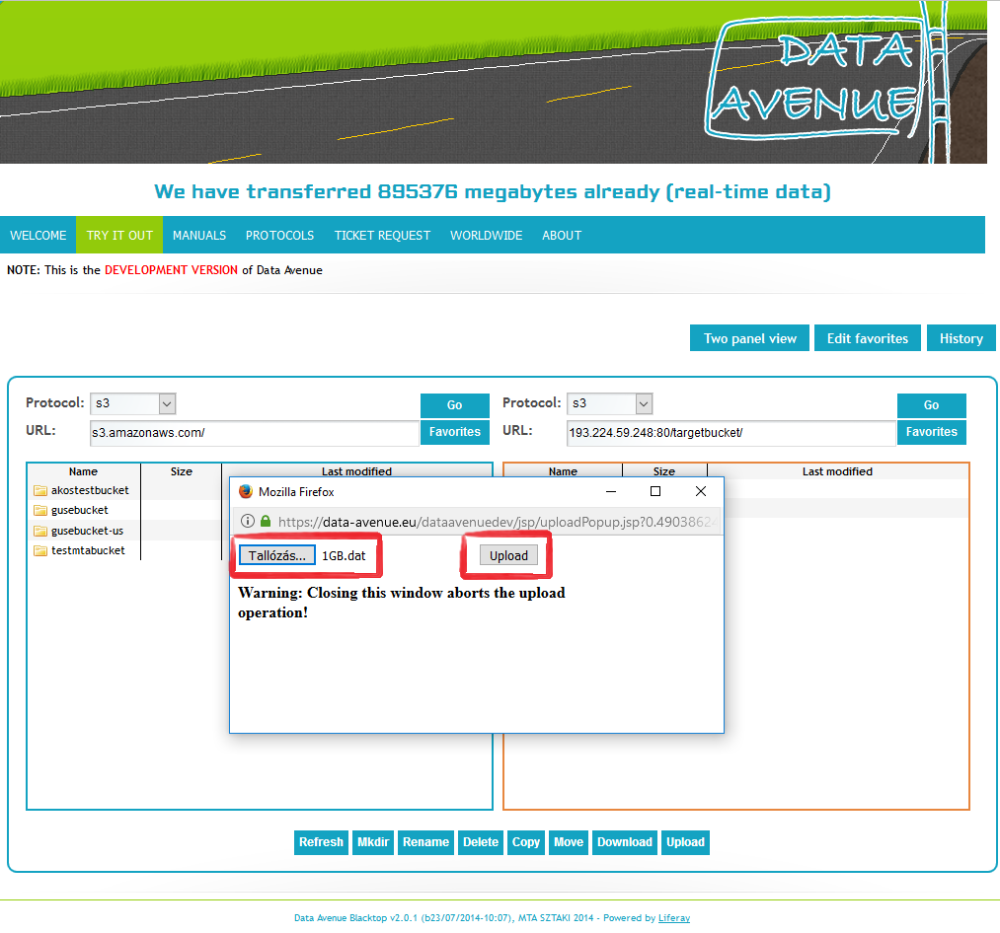 DATA
AVENUE
We have transferred 895376 megabytes already (real-time data)
WELCOME TRY IT OUT MANUALS PROTOCOLS TICKET REQUEST WORLDWIDE ABOUT
NOTE: This is the DEVELOPMENT VERSION of Data Avenue
Two panel view Edit favorites History
Protocol: s3 Go Protocol: s3 Go
URL: s3.amazonaws.com/ Favorites URL: 193.224.59.248:80/targetbucket/ Favorites
Name Size Last modified Name Size Last modified
akostestbucket
gusebucket
gusebucket-us
testmtabucket
Mozilla Firefox
https://data-avenue.eu/dataavenuedev/jsp/uploadPopup.jsp?0.4903862
Tallózás... 1GB.dat Upload
Warning: Closing this window aborts the upload
operation!
Refresh Mkdir Rename Delete Copy Move Download Upload
Data Avenue Blacktop v2.0.1 (b23/07/2014-10:07), MTA SZTAKI 2014 - Powered by Liferay